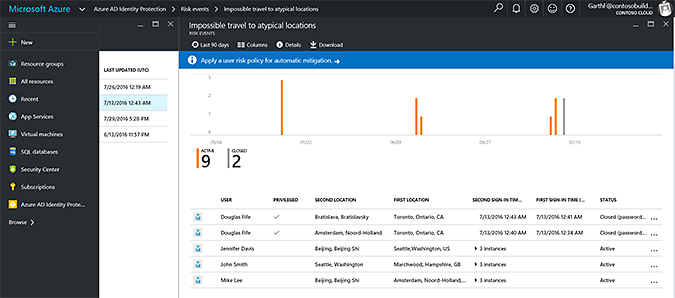 Microsoft Azure Azure AD Identity Protection > Risk events > Impossible travel to atypical locations
GarthF@contosobuild...
CONTOSO CLOUD
New
Resource groups
All resources
Recent
App Services
Virtual machines
SQL databases
Security Center
Subscriptions
Azure AD Identity Prote...
Browse >
LAST UPDATED (UTC)
7/26/2016 12:19 AM
7/13/2016 12:43 AM
7/29/2016 5:28 PM
6/13/2016 11:57 PM
Impossible travel to atypical locations
RISK EVENTS
Last 90 days Columns Details Download
Apply a user risk policy for automatic mitigation. →
3
2
1
0
05/04 05/22 06/09 06/27 07/15
ACTIVE CLOSED
9 2
USER PRIVILEGED SECOND LOCATION FIRST LOCATION SECOND SIGN-IN TIM... FIRST SIGN-IN TIME (... STATUS
Douglas Fife ✓ Bratislava, Bratislavsky Toronto, Ontario, CA 7/13/2016 12:43 AM 7/13/2016 12:41 AM Closed (password... ...
Douglas Fife ✓ Amsterdam, Noord-Holland Toronto, Ontario, CA 7/13/2016 12:40 AM 7/13/2016 12:34 AM Closed (password... ...
Jennifer Davis Beijing, Beijing Shi Seattle,Washington, US 3 instances Active ...
John Smith Seattle, Washington Marchwood, Hampshire, GB 3 instances Active ...
Mike Lee Beijing, Beijing Shi Amsterdam, Noord-Holland,... 3 instances Active ...